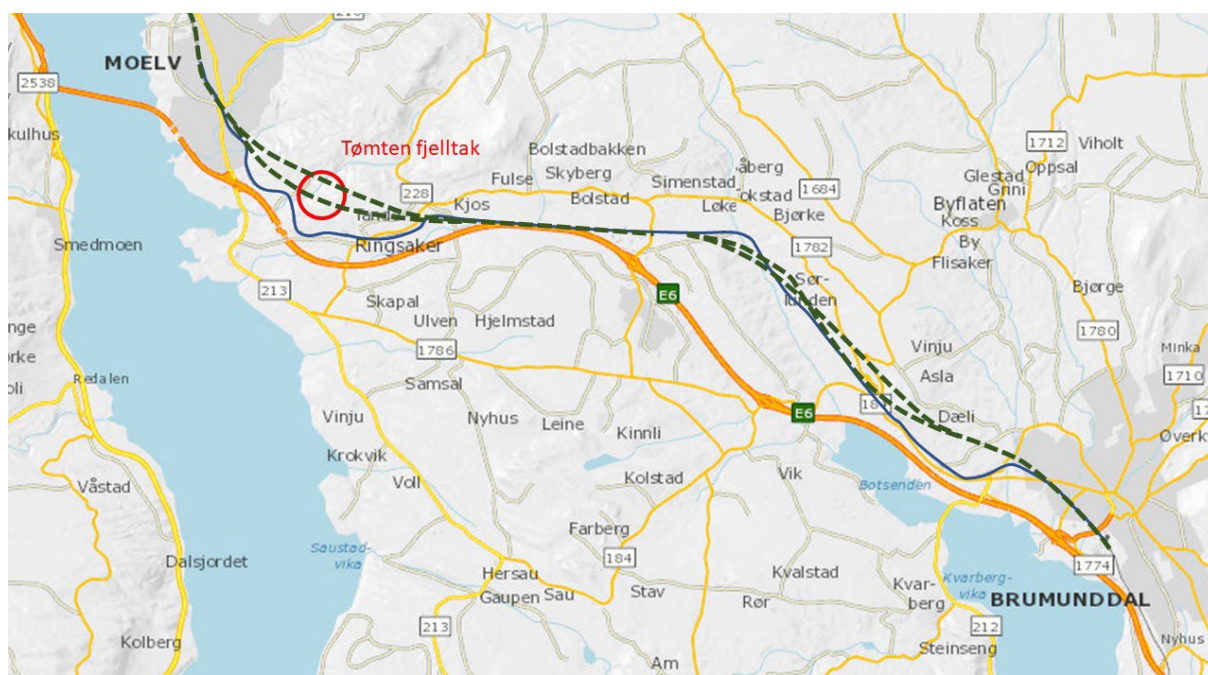 216
MOELV
2538
kulhus
Tømten fjelltak
Bolstadbakken
Skyberg
Fulse
228
Kjos
Bolstad
Simenstad
Løke
åberg
okstad
1684
Bjørke
1712
Viholt
Oppsal
Glestad
Grini
Byflaten
Koss
By
Flisaker
1782
Sør-
lunden
Smedmoen
Ringsaker
213
Skapal
Ulven
Hjelmstad
1786
Samsal
E6
Bjørge
1780
Minka
1710
Vinju
Asla
Dæli
nge
rke
oli
Redalen
Vinju
Nyhus
Leine
Kinnli
E6
Krokvik
Voll
Kolstad
Vik
Botsenden
Våstad
Dalsjordet
Saustad-
vika
Farberg
184
Hersau
Gaupen
Sau
Stav
Kvalstad
Rør
Kvar-
berg
Kvarberg-
vika
1774
BRUMUNDDAL
Kolberg
213
Am
212
Steinseng
Nyhus